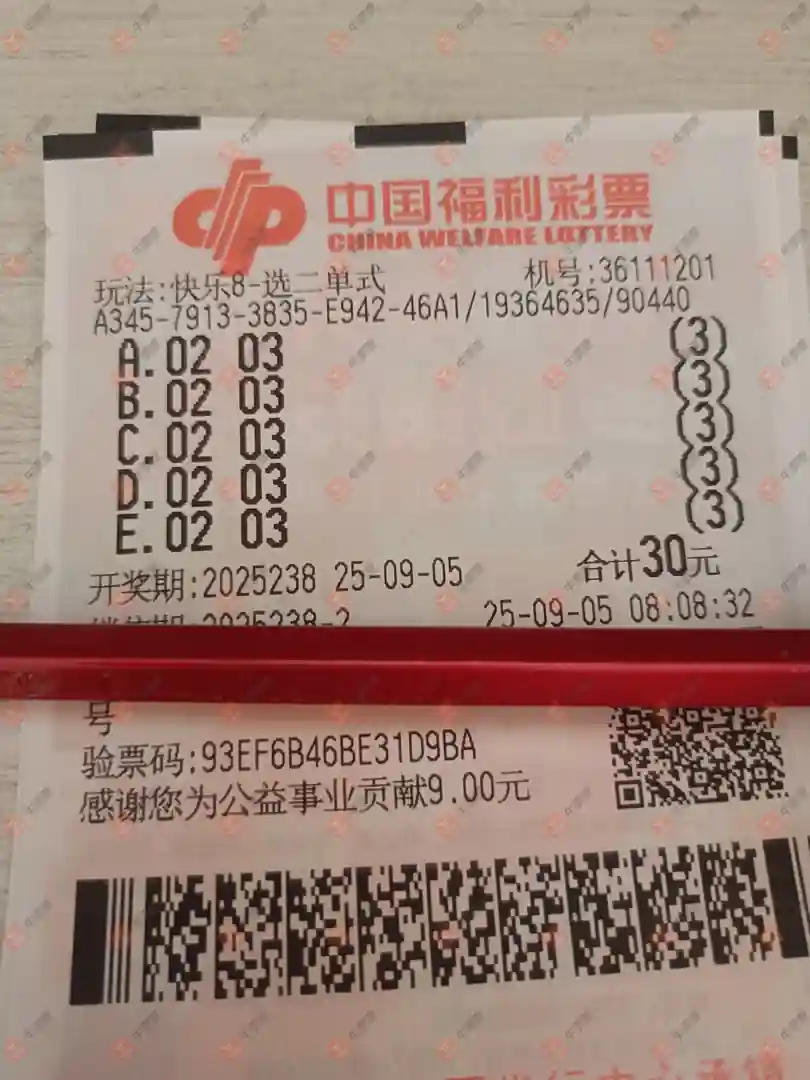 中国福利彩票
CHINA WELFARE LOTTERY
玩法:快乐8-选二单式 机号:36111201
A345-7913-3835-E942-46A1/19364635/90440
A.02 03 (3)
B.02 03 (3)
C.02 03 (3)
D.02 03 (3)
E.02 03 (3)
开奖期:2025238 25-09-05 合计30元
2025238-2 25-09-05 08:08:32
号
验票码:93EF6B46BE31D9BA
感谢您为公益事业贡献9.00元